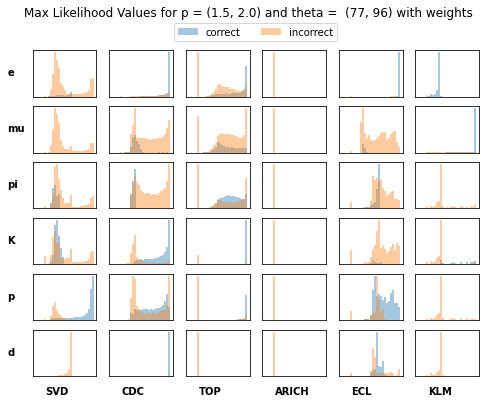 Max Likelihood Values for p = (1.5, 2.0) and theta =  (77, 96) with weights
correct incorrect
e
mu
pi
K
p
d
SVD CDC TOP ARICH ECL KLM